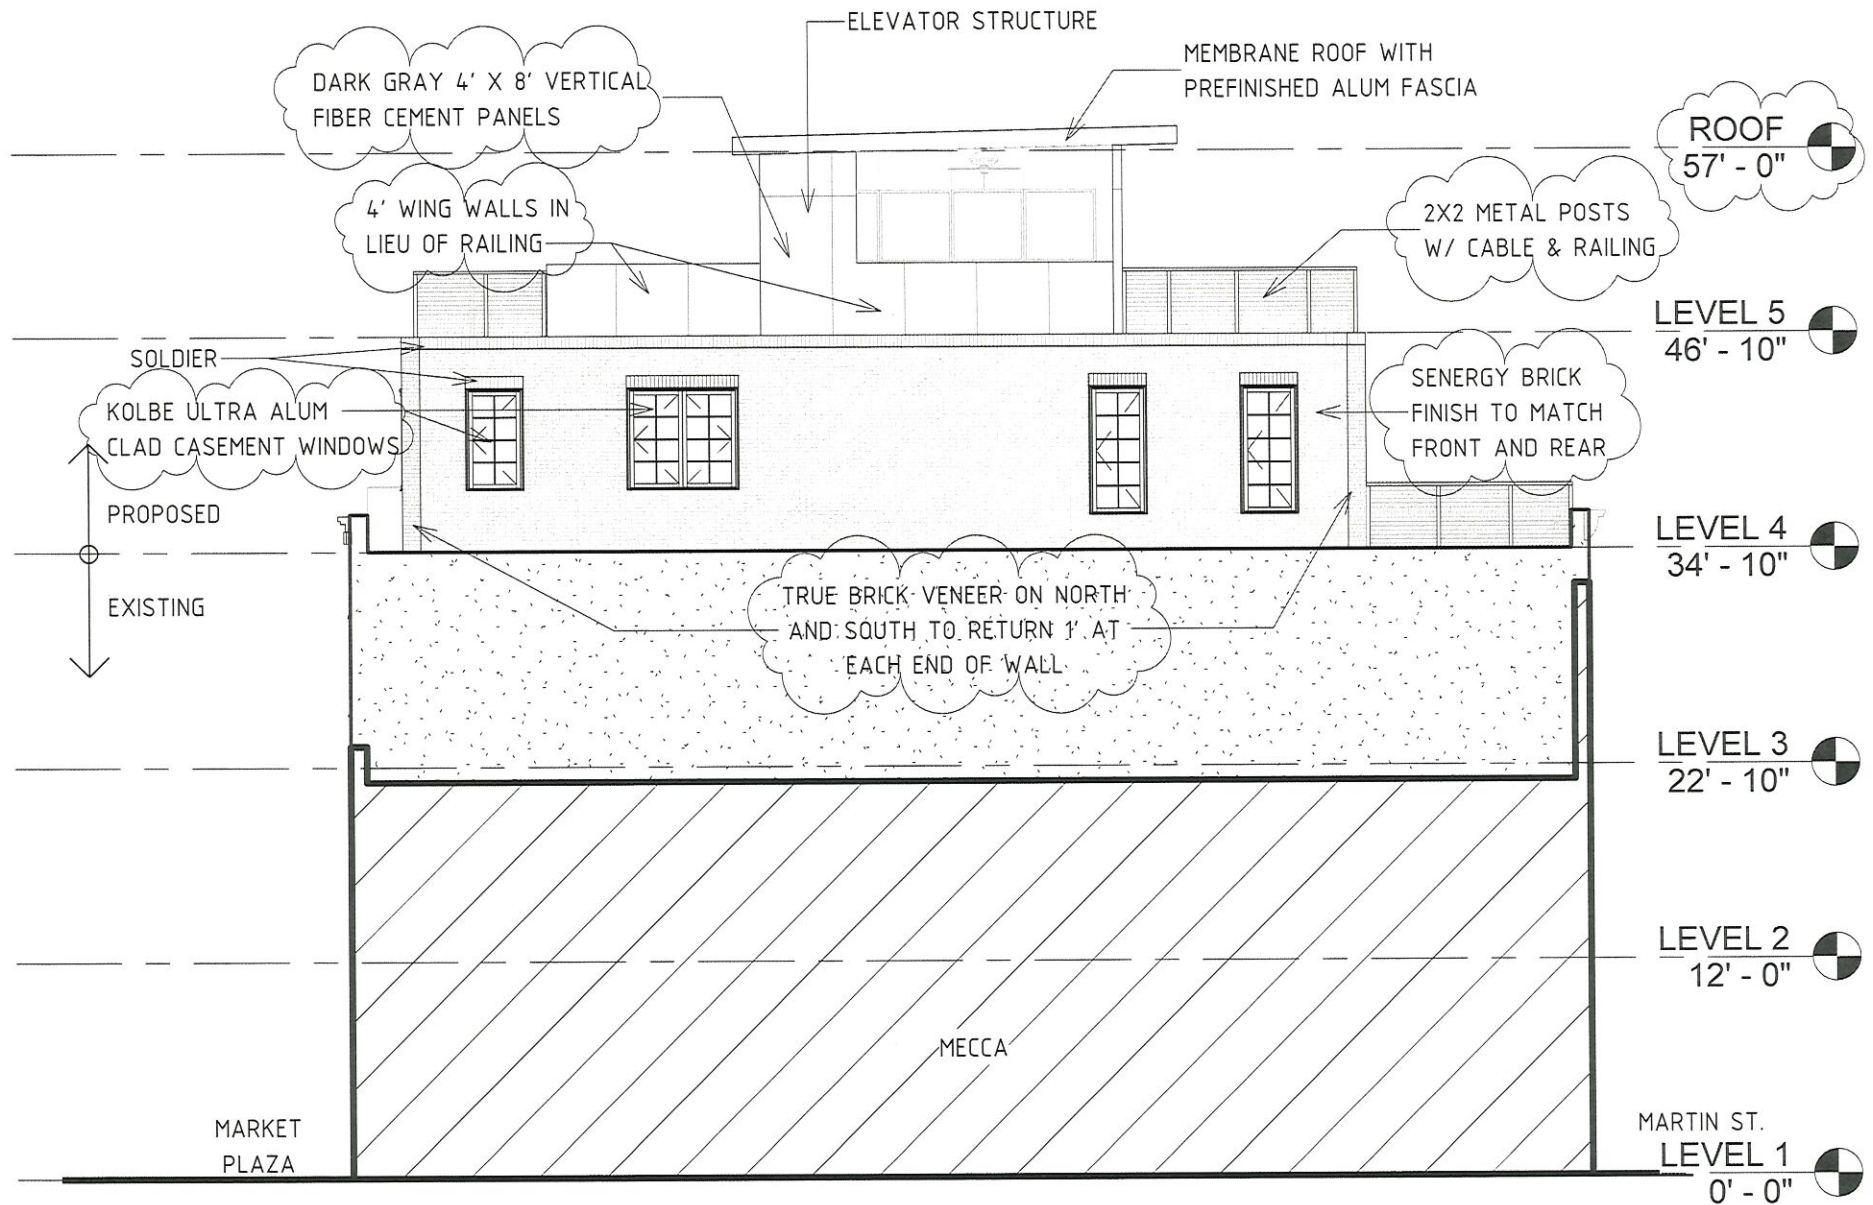 ELEVATOR STRUCTURE
MEMBRANE ROOF WITH
PREFINISHED ALUM FASCIA
DARK GRAY 4' X 8' VERTICAL
FIBER CEMENT PANELS
ROOF
57' - 0"
4' WING WALLS IN
LIEU OF RAILING
2X2 METAL POSTS
W/ CABLE & RAILING
LEVEL 5
46' - 10"
SOLDIER
KOLBE ULTRA ALUM
CLAD CASEMENT WINDOWS
SENERGY BRICK
FINISH TO MATCH
FRONT AND REAR
PROPOSED
LEVEL 4
34' - 10"
EXISTING
TRUE BRICK VENEER ON NORTH
AND SOUTH TO RETURN 1' AT
EACH END OF WALL
LEVEL 3
22' - 10"
LEVEL 2
12' - 0"
MECCA
MARKET
PLAZA
MARTIN ST.
LEVEL 1
0' - 0"